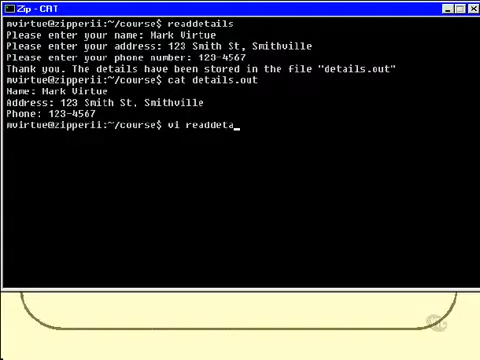 Zip - CAT
mvirtue@zipperii:~/course$ readdetails
Please enter your name: Mark Virtue
Please enter your address: 123 Smith St, Smithville
Please enter your phone number: 123-4567
Thank you. The details have been stored in the file "details.out"
mvirtue@zipperii:~/course$ cat details.out
Name: Mark Virtue
Address: 123 Smith St, Smithville
Phone: 123-4567
mvirtue@zipperii:~/course$ vi readdeta